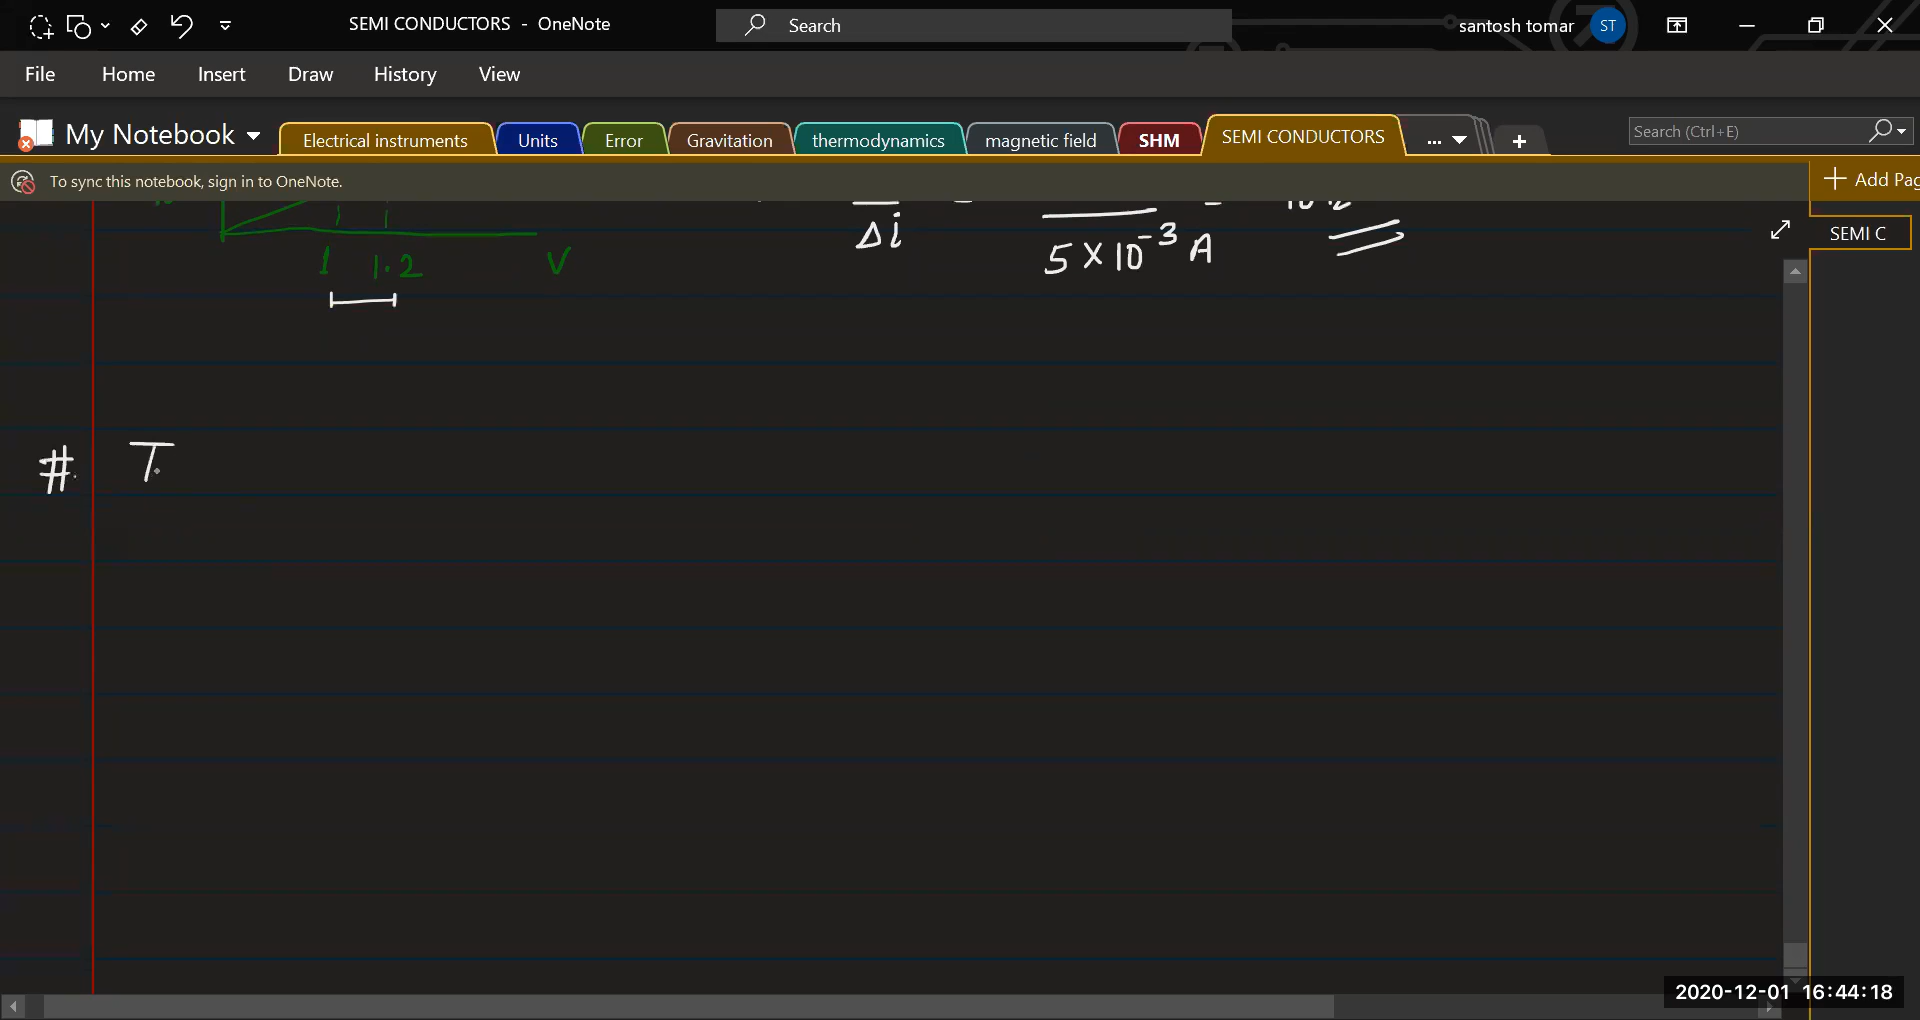 SEMI CONDUCTORS - OneNote
Search
santosh tomar ST
File Home Insert Draw History View
My Notebook
Electrical instruments Units Error Gravitation thermodynamics magnetic field SHM SEMI CONDUCTORS ... +
Search (Ctrl+E)
To sync this notebook, sign in to OneNote.
Add Pag
SEMI C
Δi
5 × 10⁻³ A
1 1.2 V
# T
2020-12-01 16:44:18